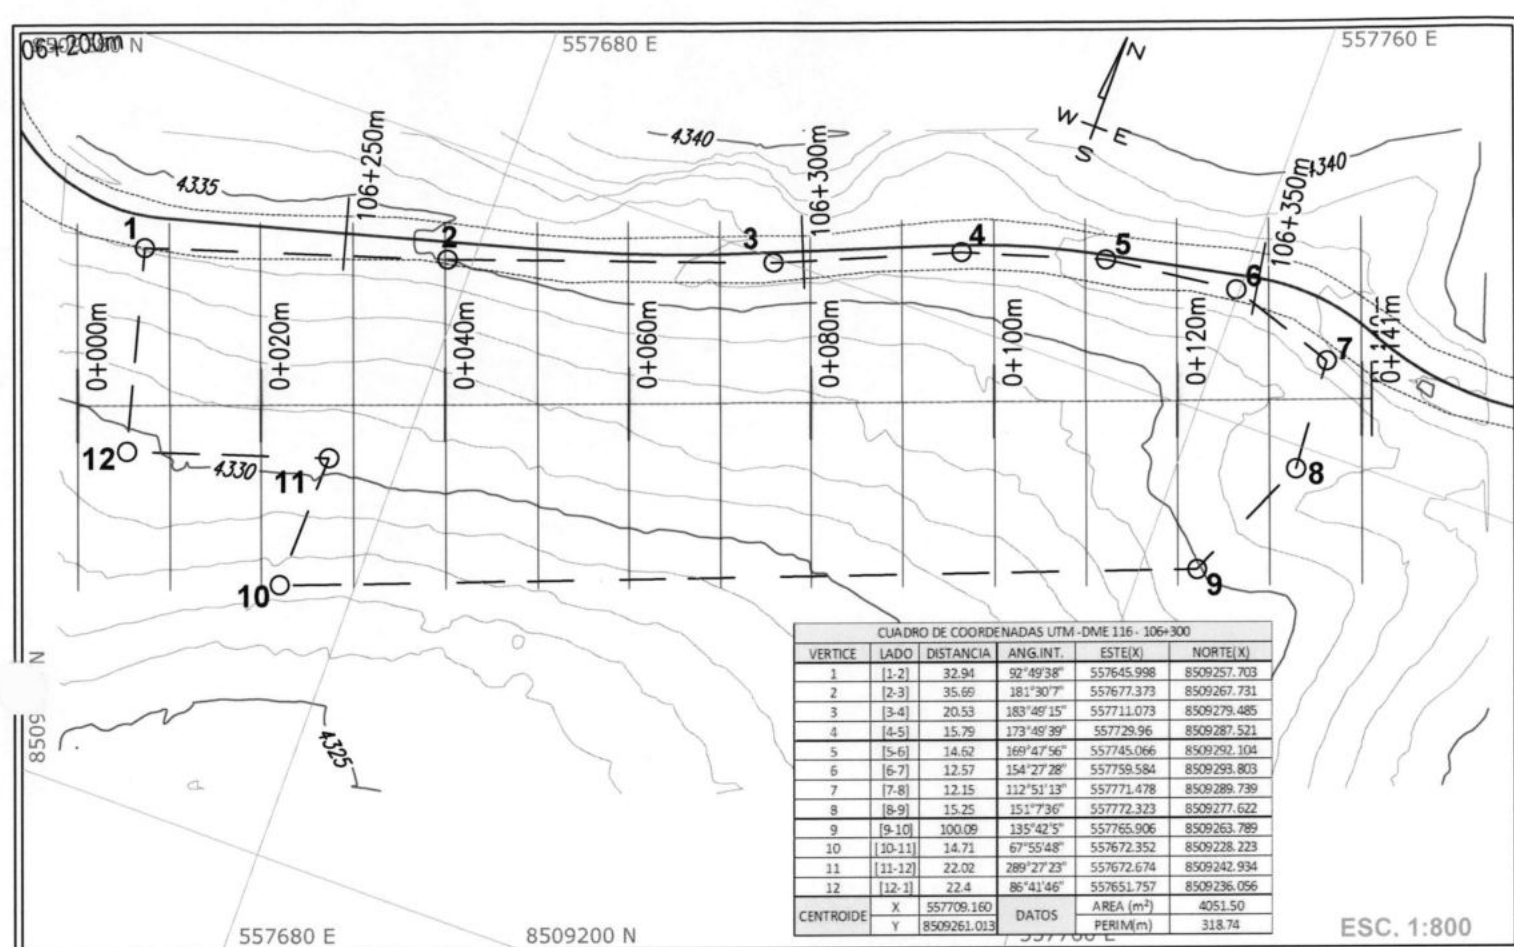 06+200m
557680 E
557760 E
N
W
E
S
4340
4335
4340
106+250m
106+300m
106+350m
1
2
3
4
5
6
7
0+000m
0+020m
0+040m
0+060m
0+080m
0+100m
0+120m
0+141m
12
11
4330
8
10
9
4325
CUADRO DE COORDENADAS UTM -DME 116 - 106+300
VERTICE LADO DISTANCIA ANG.INT. ESTE(X) NORTE(X)
1 [1-2] 32.94 92°49'38" 557645.998 8509257.703
2 [2-3] 35.69 181°30'7" 557677.373 8509267.731
3 [3-4] 20.53 183°49'15" 557711.073 8509279.485
4 [4-5] 15.79 173°49'39" 557729.96 8509287.521
5 [5-6] 14.62 169°47'56" 557745.066 8509292.104
6 [6-7] 12.57 154°27'28" 557759.584 8509293.803
7 [7-8] 12.15 112°51'13" 557771.478 8509289.739
8 [8-9] 15.25 151°7'36" 557772.323 8509277.622
9 [9-10] 100.09 135°42'5" 557765.906 8509263.789
10 [10-11] 14.71 67°55'48" 557672.352 8509228.223
11 [11-12] 22.02 289°27'23" 557672.674 8509242.934
12 [12-1] 22.4 86°41'46" 557651.757 8509236.056
CENTROIDE X 557709.160 DATOS AREA (m²) 4051.50
Y 8509261.013 PERIM(m) 318.74
557680 E
8509200 N
ESC. 1:800